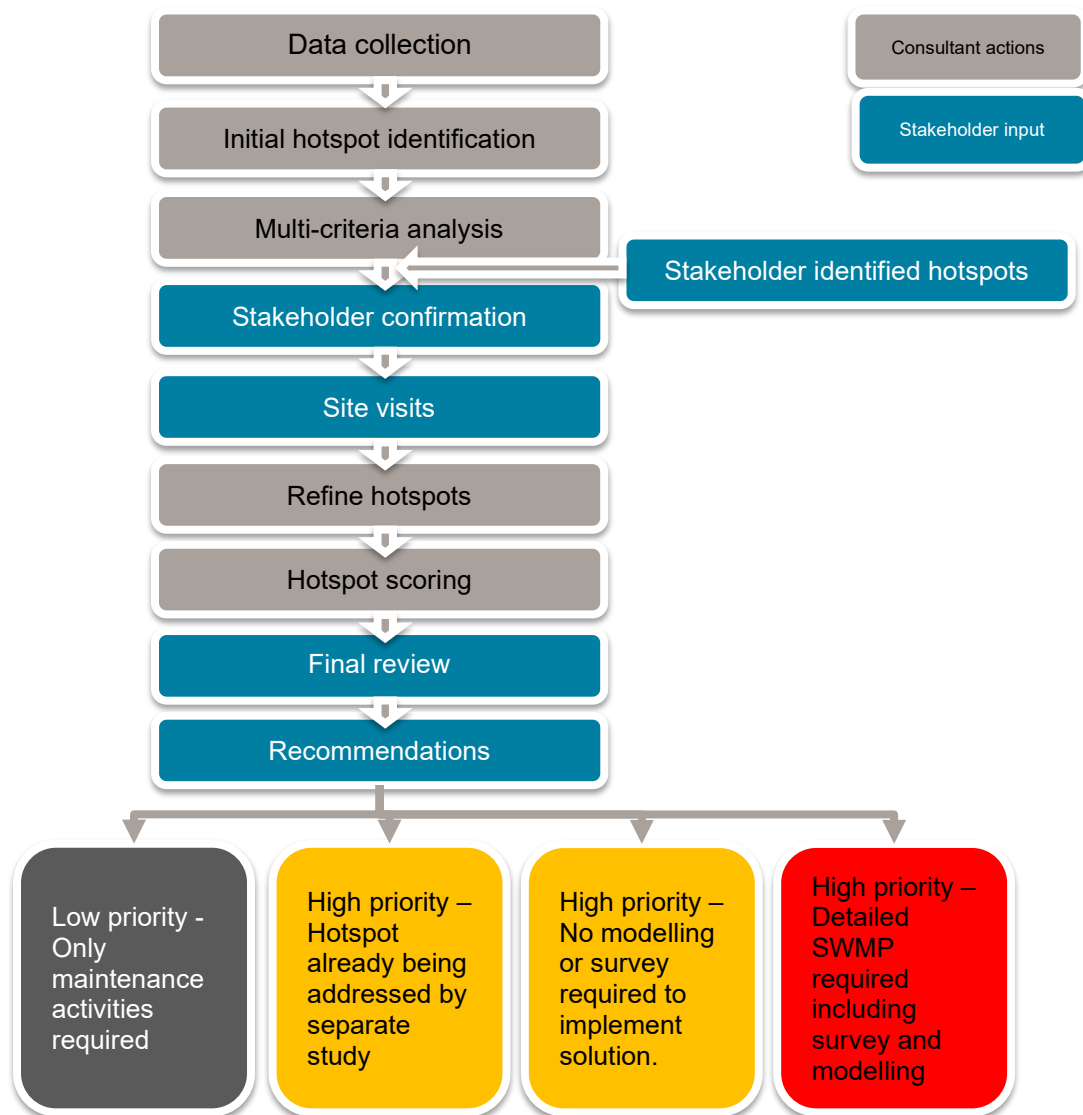 Data collection
Consultant actions
Initial hotspot identification
Stakeholder input
Multi-criteria analysis
Stakeholder identified hotspots
Stakeholder confirmation
Site visits
Refine hotspots
Hotspot scoring
Final review
Recommendations
Low priority -
Only
maintenance
activities
required
High priority –
Hotspot
already being
addressed by
separate
study
High priority –
No modelling
or survey
required to
implement
solution.
High priority –
Detailed
SWMP
required
including
survey and
modelling